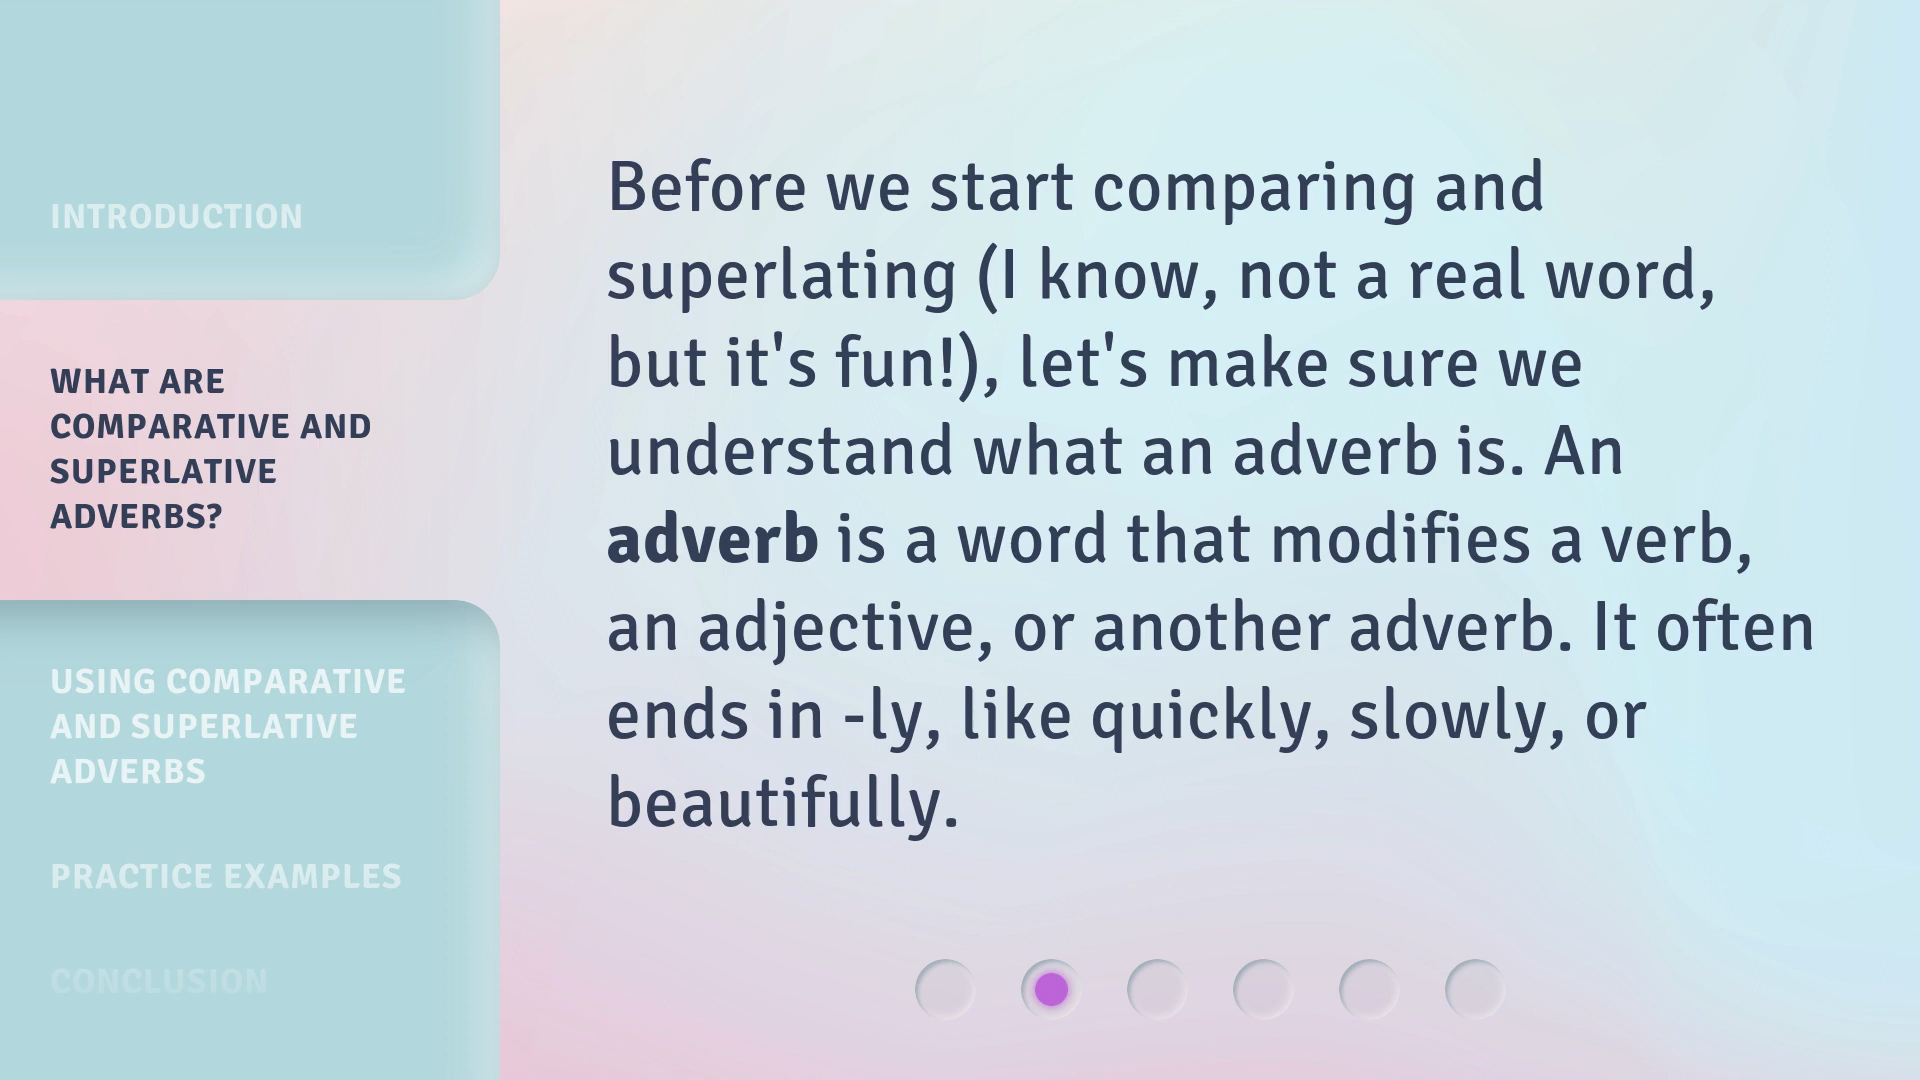 INTRODUCTION
WHAT ARE
COMPARATIVE AND
SUPERLATIVE
ADVERBS?
USING COMPARATIVE
AND SUPERLATIVE
ADVERBS
PRACTICE EXAMPLES
CONCLUSION
Before we start comparing and
superlating (I know, not a real word,
but it's fun!), let's make sure we
understand what an adverb is. An
adverb is a word that modifies a verb,
an adjective, or another adverb. It often
ends in -ly, like quickly, slowly, or
beautifully.